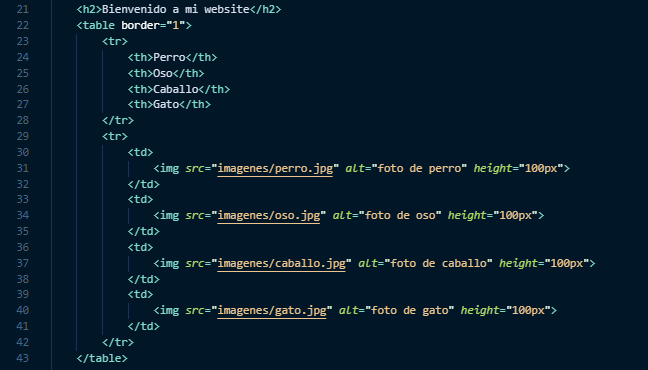 21 <h2>Bienvenido a mi website</h2>
22 <table border="1">
23 <tr>
24 <th>Perro</th>
25 <th>Oso</th>
26 <th>Caballo</th>
27 <th>Gato</th>
28 </tr>
29 <tr>
30 <td>
31 <img src="imagenes/perro.jpg" alt="foto de perro" height="100px">
32 </td>
33 <td>
34 <img src="imagenes/oso.jpg" alt="foto de oso" height="100px">
35 </td>
36 <td>
37 <img src="imagenes/caballo.jpg" alt="foto de caballo" height="100px">
38 </td>
39 <td>
40 <img src="imagenes/gato.jpg" alt="foto de gato" height="100px">
41 </td>
42 </tr>
43 </table>